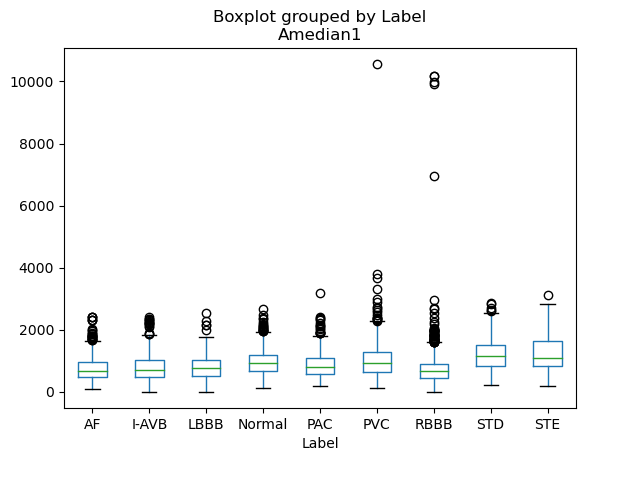 Boxplot grouped by Label
Amedian1
10000
8000
6000
4000
2000
0
AF I-AVB LBBB Normal PAC PVC RBBB STD STE
Label